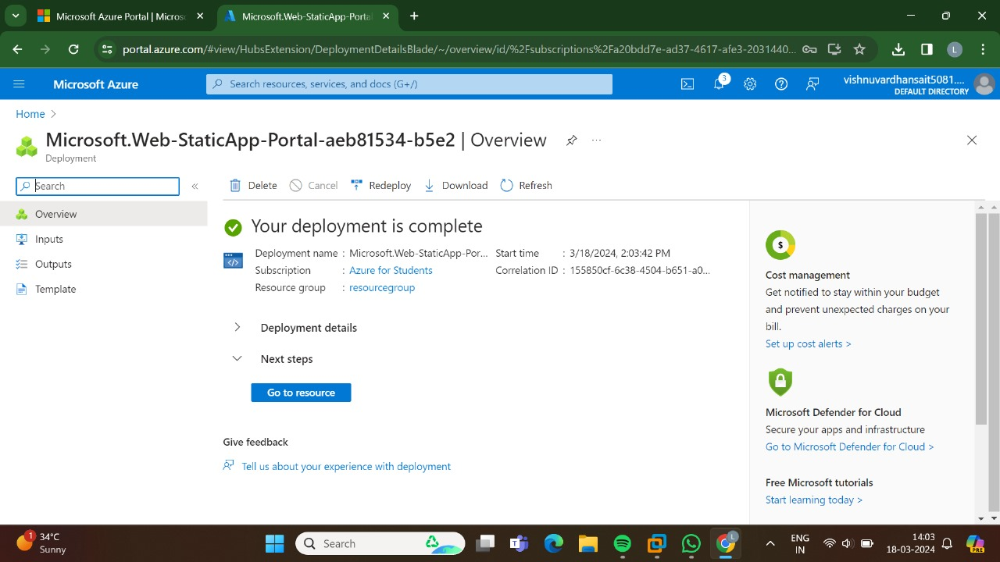 Microsoft Azure Portal | Micros
Microsoft.Web-StaticApp-Porta
portal.azure.com/#view/HubsExtension/DeploymentDetailsBlade/~/overview/id/%2Fsubscriptions%2Fa20bdd7e-ad37-4617-afe3-2031440...
L
Microsoft Azure
Search resources, services, and docs (G+/)
3
vishnuvardhansait5081....
DEFAULT DIRECTORY
Home
Microsoft.Web-StaticApp-Portal-aeb81534-b5e2 | Overview
Deployment
Search
Delete
Cancel
Redeploy
Download
Refresh
Overview
Inputs
Outputs
Template
Your deployment is complete
Deployment name : Microsoft.Web-StaticApp-Por...
Subscription : Azure for Students
Resource group : resourcegroup
Start time : 3/18/2024, 2:03:42 PM
Correlation ID : 155850cf-6c38-4504-b651-a0...
Deployment details
Next steps
Go to resource
Give feedback
Tell us about your experience with deployment
Cost management
Get notified to stay within your budget
and prevent unexpected charges on your
bill.
Set up cost alerts >
Microsoft Defender for Cloud
Secure your apps and infrastructure
Go to Microsoft Defender for Cloud >
Free Microsoft tutorials
Start learning today >
1
34°C
Sunny
Search
L
ENG
IN
14:03
18-03-2024
PRE